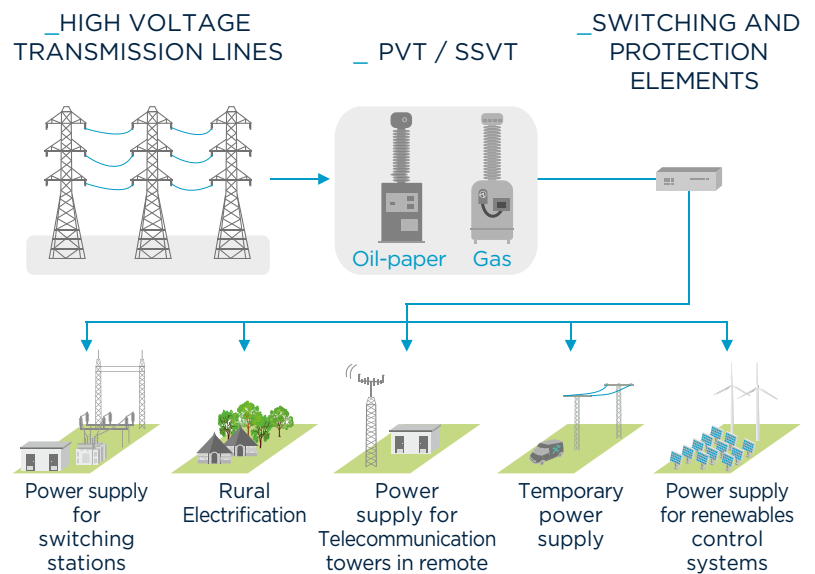 _HIGH VOLTAGE
TRANSMISSION LINES
_ PVT / SSVT
_SWITCHING AND
PROTECTION
ELEMENTS
Oil-paper
Gas
Power supply
for
switching
stations
Rural
Electrification
Power
supply for
Telecommunication
towers in remote
Temporary
power
supply
Power supply
for renewables
control
systems